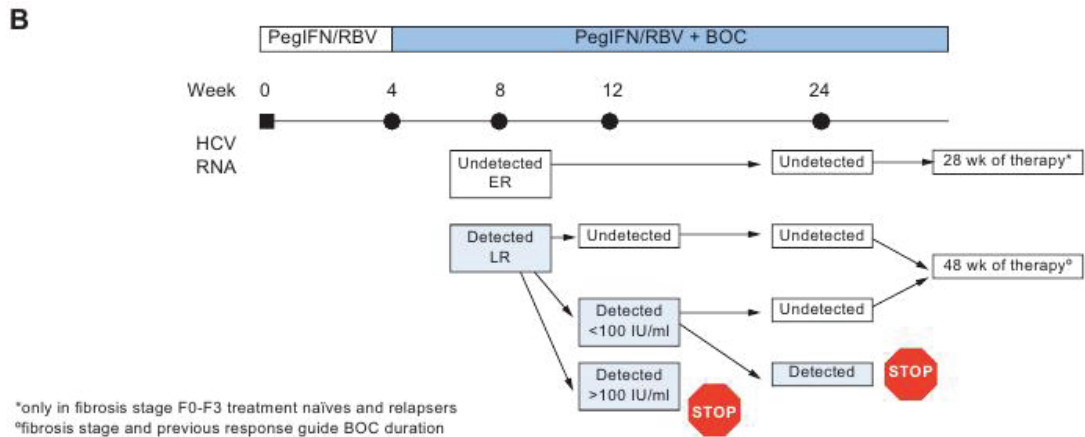 B
PegIFN/RBV PegIFN/RBV + BOC
Week 0 4 8 12 24
HCV
RNA
Undetected
ER
Undetected
28 wk of therapy*
Detected
LR
Undetected
Undetected
48 wk of therapyº
Detected
<100 IU/ml
Undetected
Detected
>100 IU/ml
STOP
Detected
STOP
*only in fibrosis stage F0-F3 treatment naïves and relapsers
ºfibrosis stage and previous response guide BOC duration